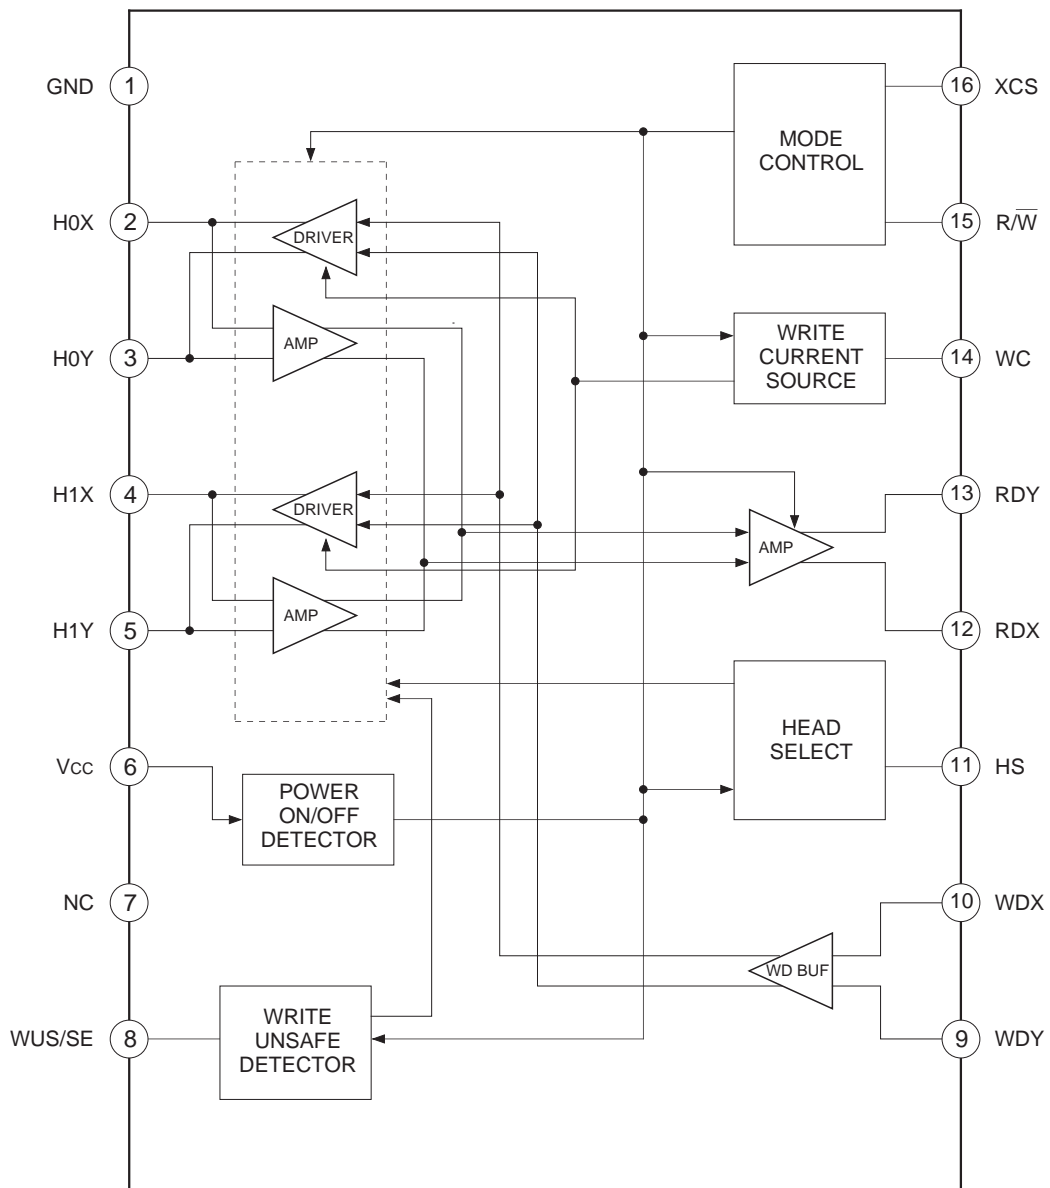 GND 1
16 XCS
MODE
CONTROL
H0X 2
DRIVER
15 R/W̅
AMP
H0Y 3
WRITE
CURRENT
SOURCE
14 WC
H1X 4
DRIVER
13 RDY
AMP
AMP
H1Y 5
12 RDX
HEAD
SELECT
Vcc 6
11 HS
POWER
ON/OFF
DETECTOR
NC 7
10 WDX
WD BUF
WRITE
UNSAFE
DETECTOR
WUS/SE 8
9 WDY